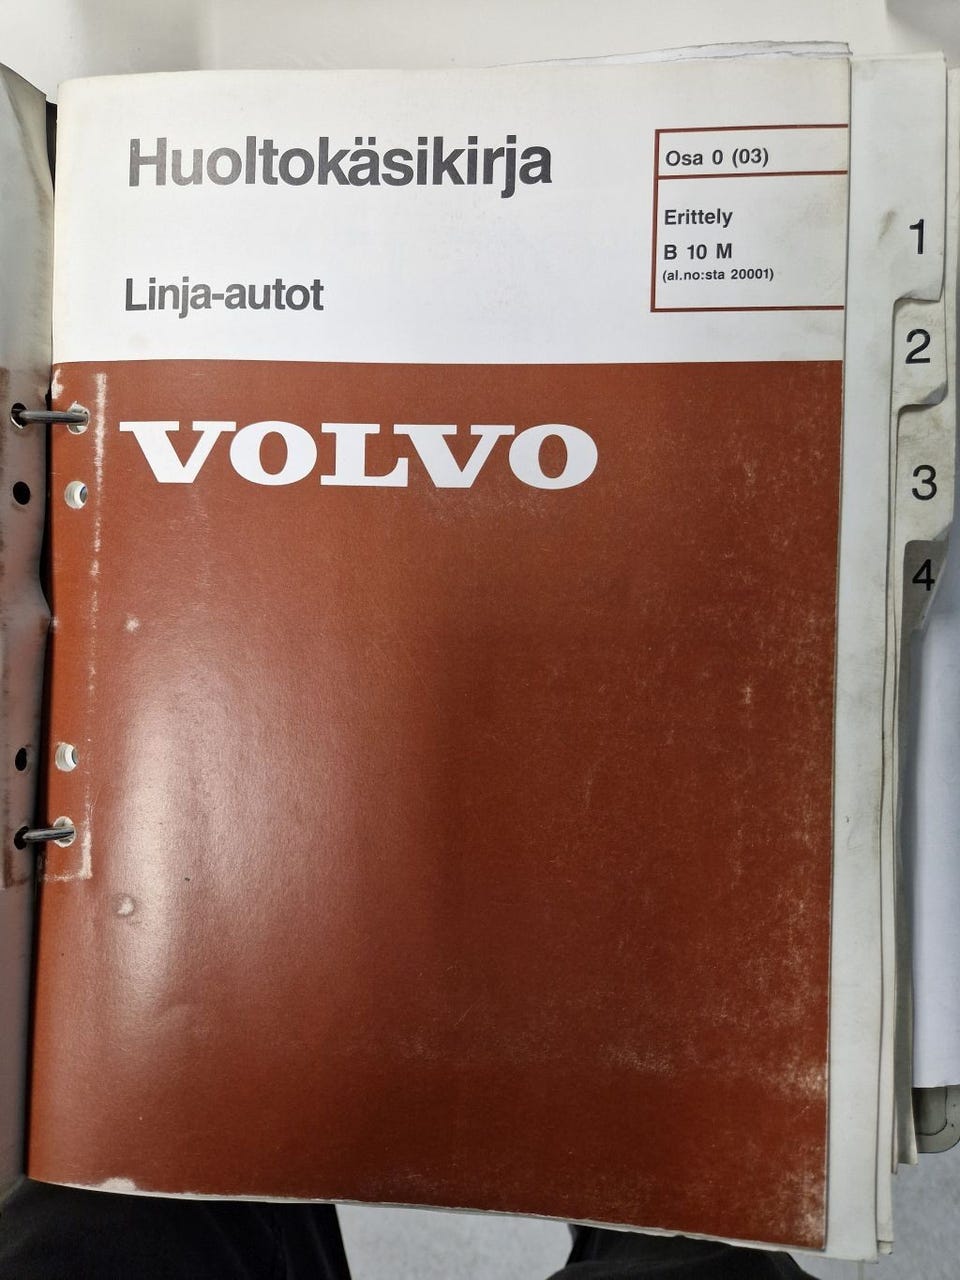 Huoltokäsikirja
Osa 0 (03)
Erittely
B 10 M
(al.no:sta 20001)
Linja-autot
VOLVO
1
2
3
4